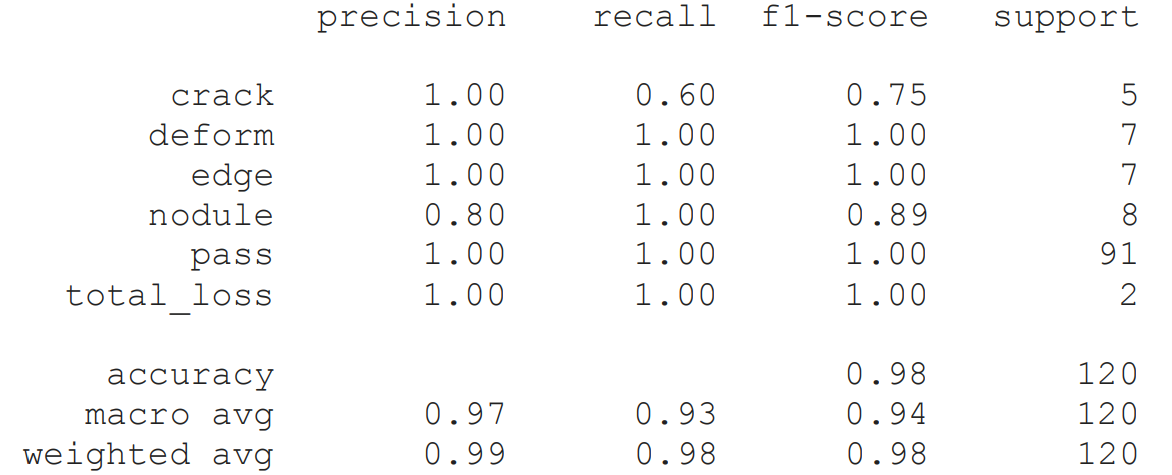 precision recall f1-score support
crack 1.00 0.60 0.75 5
deform 1.00 1.00 1.00 7
edge 1.00 1.00 1.00 7
nodule 0.80 1.00 0.89 8
pass 1.00 1.00 1.00 91
total_loss 1.00 1.00 1.00 2
accuracy 0.98 120
macro avg 0.97 0.93 0.94 120
weighted avg 0.99 0.98 0.98 120